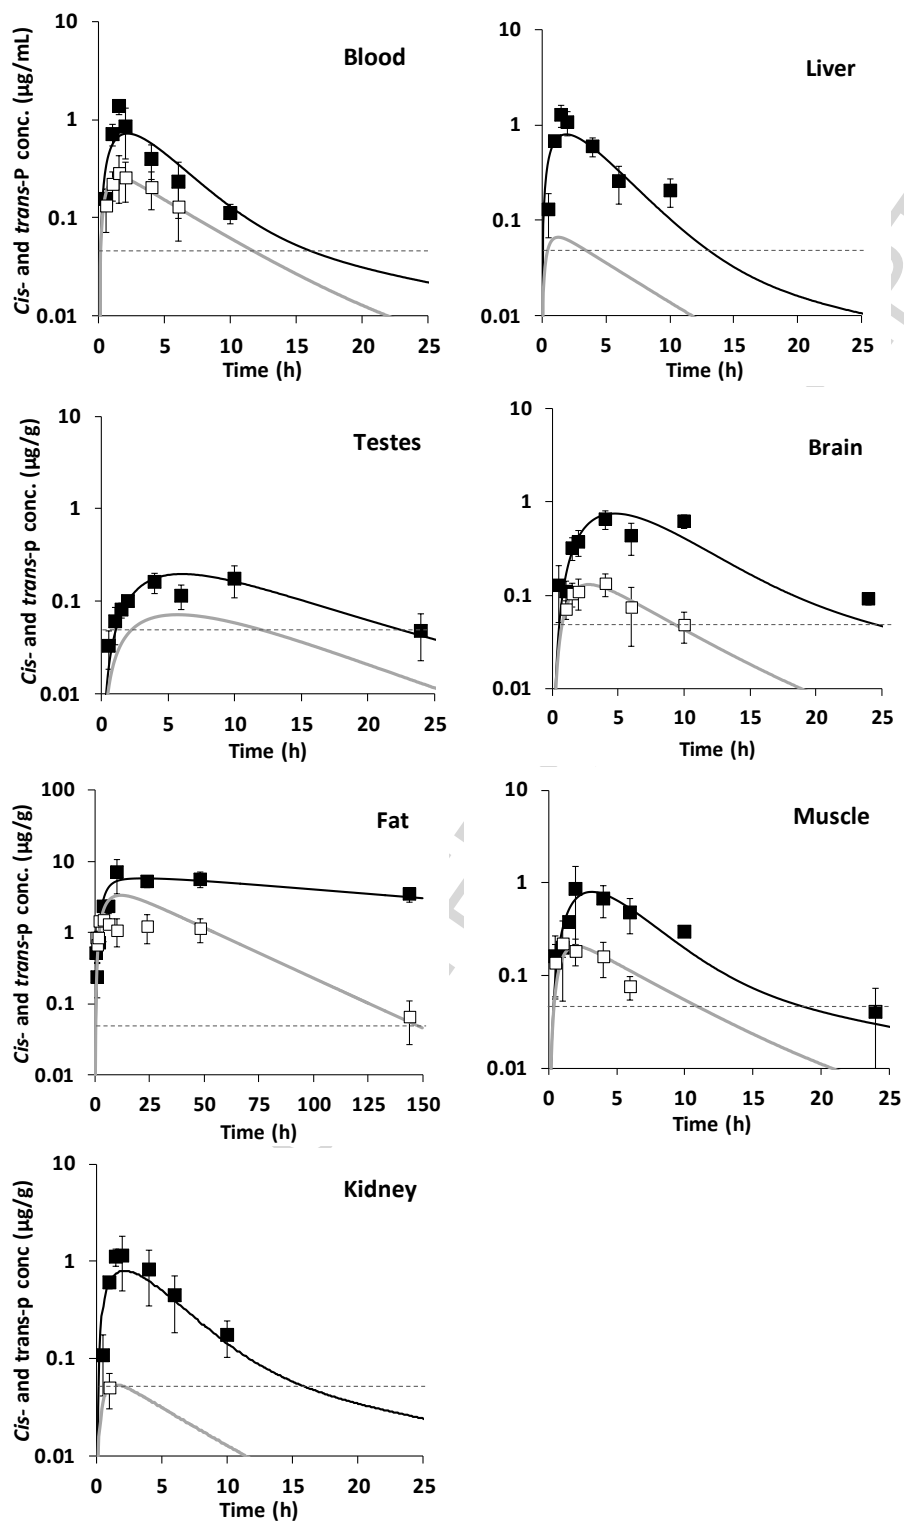 Blood
Cis- and trans-P conc. (µg/mL)
10
1
0.1
0.01
0 5 10 15 20 25
Time (h)
Liver
10
1
0.1
0.01
0 5 10 15 20 25
Time (h)
Testes
Cis- and trans-p conc. (µg/g)
10
1
0.1
0.01
0 5 10 15 20 25
Time (h)
Brain
10
1
0.1
0.01
0 5 10 15 20 25
Time (h)
Fat
Cis- and trans-p conc. (µg/g)
100
10
1
0.1
0.01
0 25 50 75 100 125 150
Time (h)
Muscle
10
1
0.1
0.01
0 5 10 15 20 25
Time (h)
Kidney
Cis- and trans-p conc (µg/g)
10
1
0.1
0.01
0 5 10 15 20 25
Time (h)